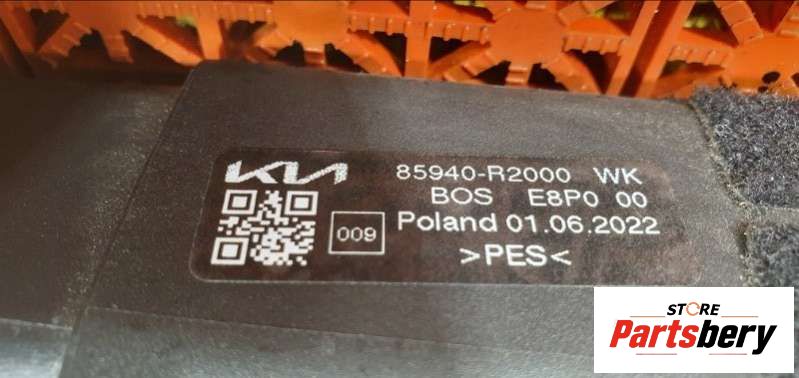 KIA
85940-R2000 WK
BOS E8P0 00
009
Poland 01.06.2022
>PES<
STORE
Partsbery